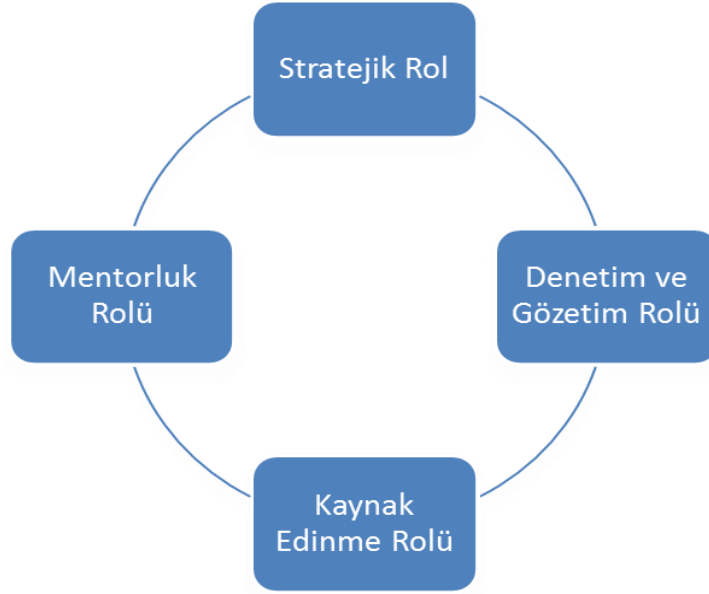 Stratejik Rol
Mentorluk
Rolü
Denetim ve
Gözetim Rolü
Kaynak
Edinme Rolü